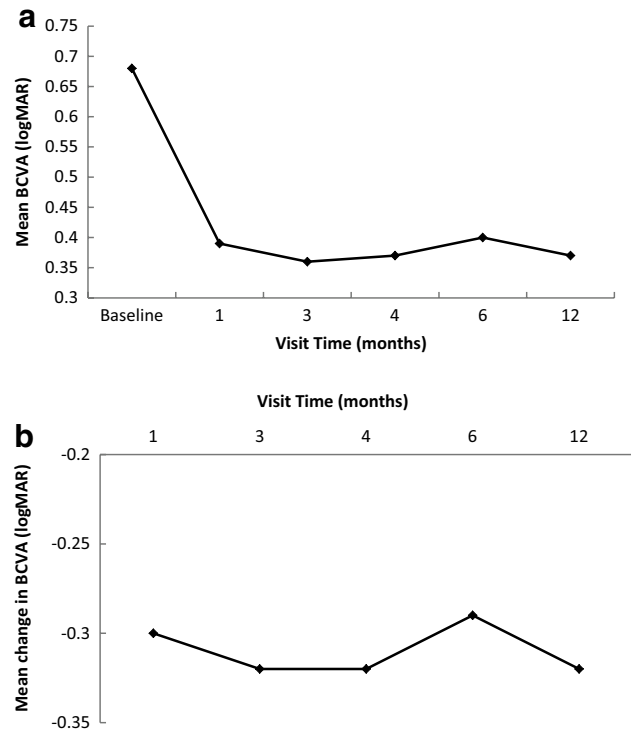 a
0.75
0.7
0.65
0.6
0.55
0.5
0.45
0.4
0.35
0.3
Mean BCVA (logMAR)
Baseline 1 3 4 6 12
Visit Time (months)
b
Visit Time (months)
1 3 4 6 12
-0.2
-0.25
-0.3
-0.35
Mean change in BCVA (logMAR)